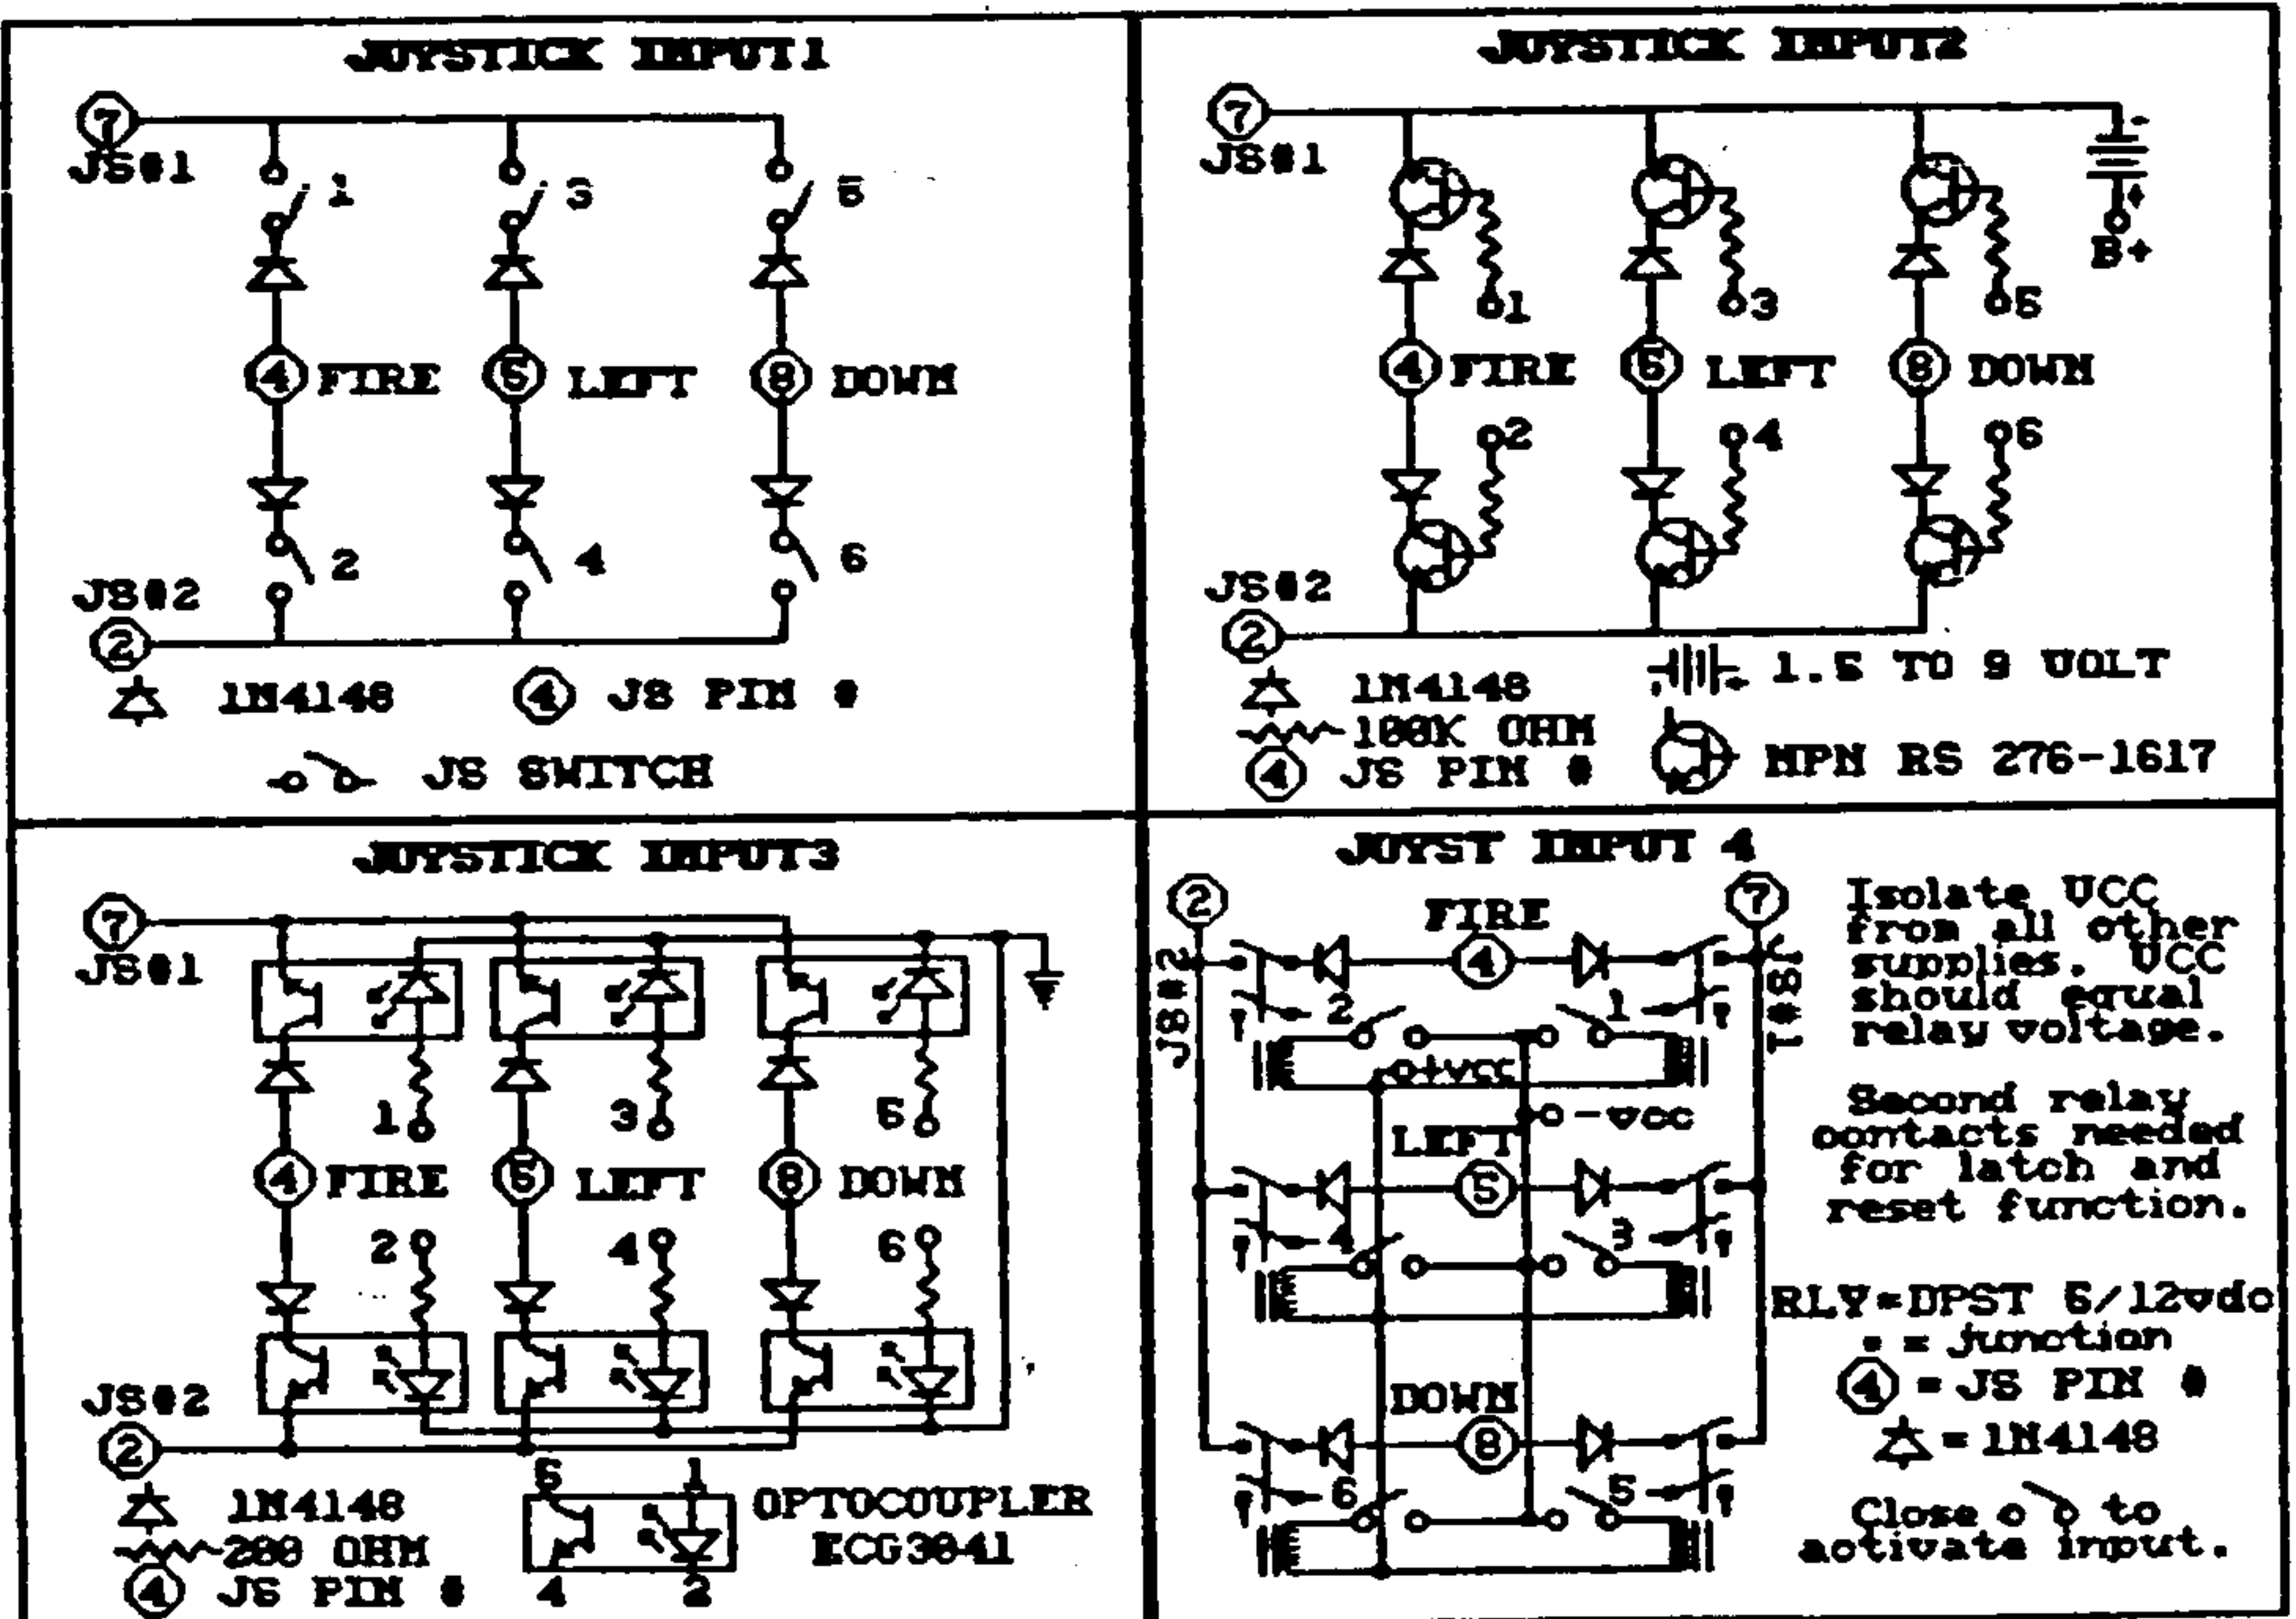 JOYSTICK INPUT1
7
JS#1
1
3
5
4 FIRE
5 LEFT
8 DOWN
2
4
6
JS#2
2
1N4148
4 JS PIN #
JS SWITCH
JOYSTICK INPUT2
7
JS#1
-
+
B+
1
3
5
4 FIRE
5 LEFT
8 DOWN
2
4
6
JS#2
2
1N4148
100K OHM
4 JS PIN #
- + 1.5 TO 9 VOLT
NPN RS 276-1617
JOYSTICK INPUT3
7
JS#1
1
3
5
4 FIRE
5 LEFT
8 DOWN
2
4
6
JS#2
2
1N4148
200 OHM
4 JS PIN #
5 1
4 2
OPTOCOUPLER
ECG3041
JOYST INPUT 4
2
7
JS#2
JS#1
FIRE
4
2
1
+vcc
-vcc
LEFT
5
4
3
DOWN
8
6
5
Isolate VCC
from all other
supplies. VCC
should equal
relay voltage.
Second relay
contacts needed
for latch and
reset function.
RLY=DPST 6/12vdc
= junction
4 = JS PIN #
= 1N4148
Close to
activate input.